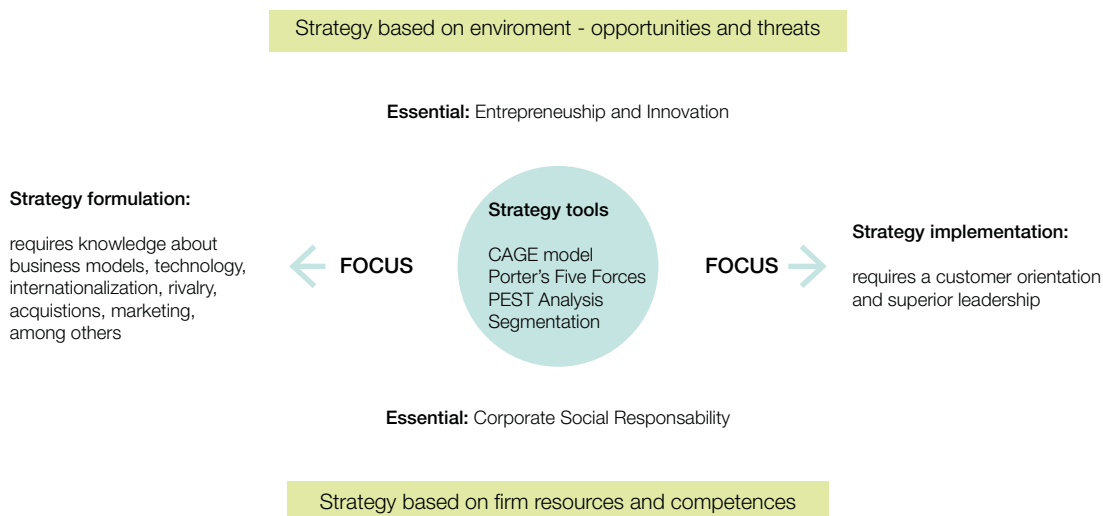 Strategy based on enviroment - opportunities and threats
Essential: Entrepreneuship and Innovation
Strategy formulation:
requires knowledge about
business models, technology,
internationalization, rivalry,
acquistions, marketing,
among others
FOCUS
Strategy tools
CAGE model
Porter's Five Forces
PEST Analysis
Segmentation
FOCUS
Strategy implementation:
requires a customer orientation
and superior leadership
Essential: Corporate Social Responsability
Strategy based on firm resources and competences